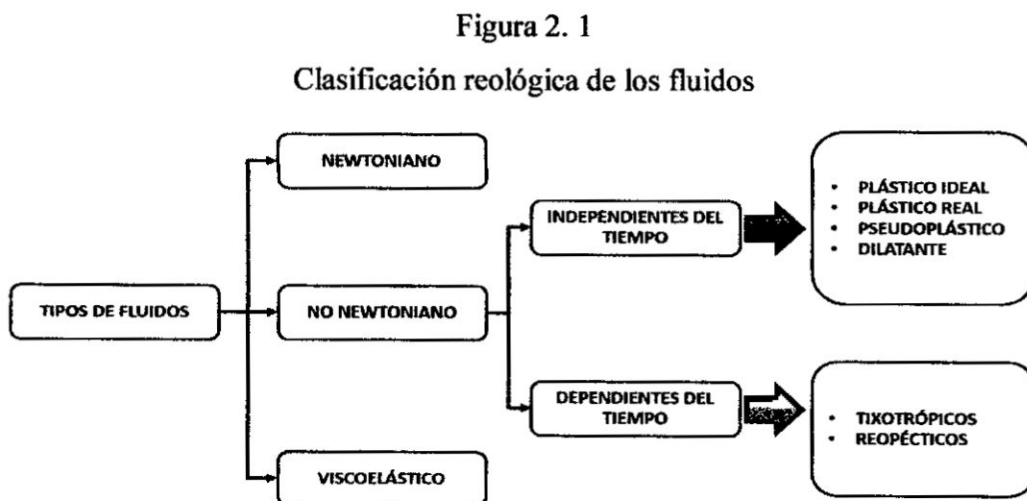 Figura 2. 1
Clasificación reológica de los fluidos
NEWTONIANO
INDEPENDIENTES DEL
TIEMPO
• PLÁSTICO IDEAL
• PLÁSTICO REAL
• PSEUDOPLÁSTICO
• DILATANTE
TIPOS DE FLUIDOS
NO NEWTONIANO
DEPENDIENTES DEL
TIEMPO
• TIXOTRÓPICOS
• REOPÉCTICOS
VISCOELÁSTICO